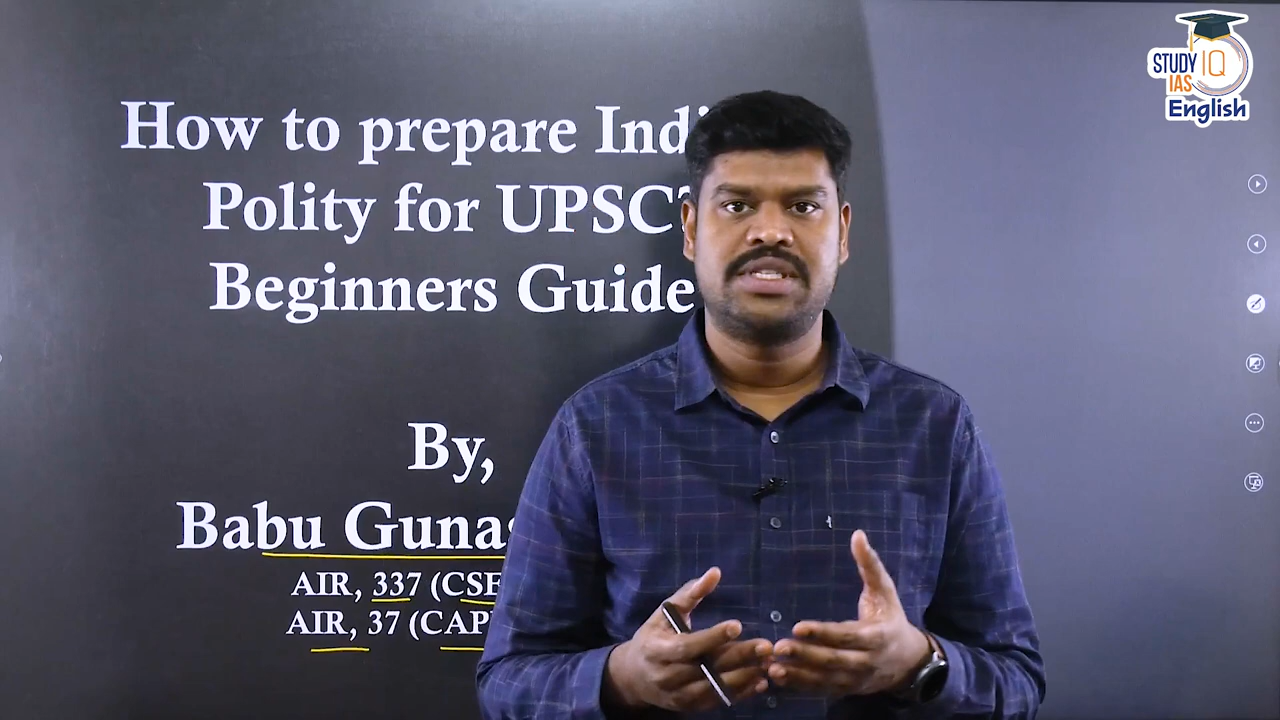 How to prepare Indi
Polity for UPSC
Beginners Guide
By,
Babu Gunas
AIR, 337 (CSE
AIR, 37 (CAP
STUDY IQ
IAS
English